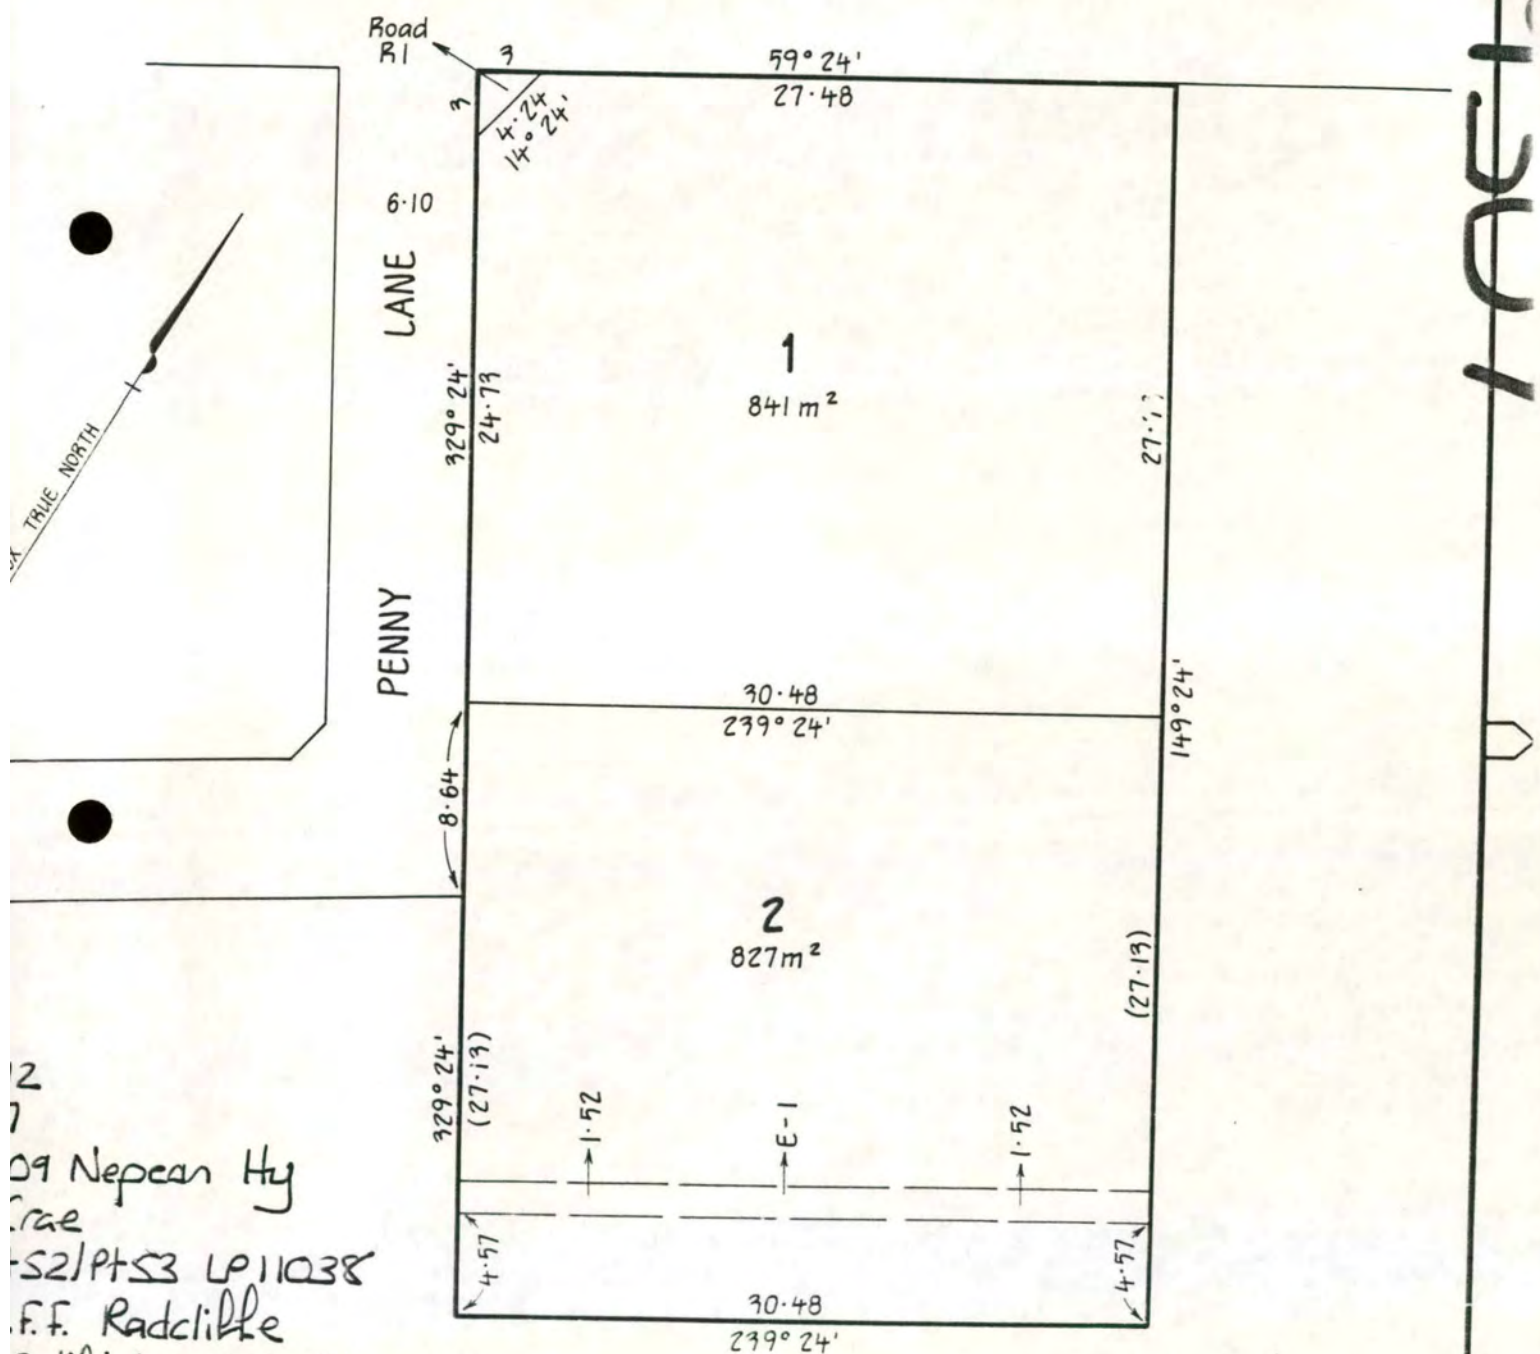 Road
R1
3
59° 24'
27·48
3
4·24
14° 24'
6·10
PENNY LANE
329° 24'
24·73
1
841 m²
TRUE NORTH
30·48
239° 24'
149° 24'
8·64
2
827m²
(27·13)
329° 24'
(27·13)
1·52
E-1
1·52
4·57
4·57
30·48
239° 24'
09 Nepean Hy
rae
S2/Pt53 LP11038
.F.F. Radcliffe